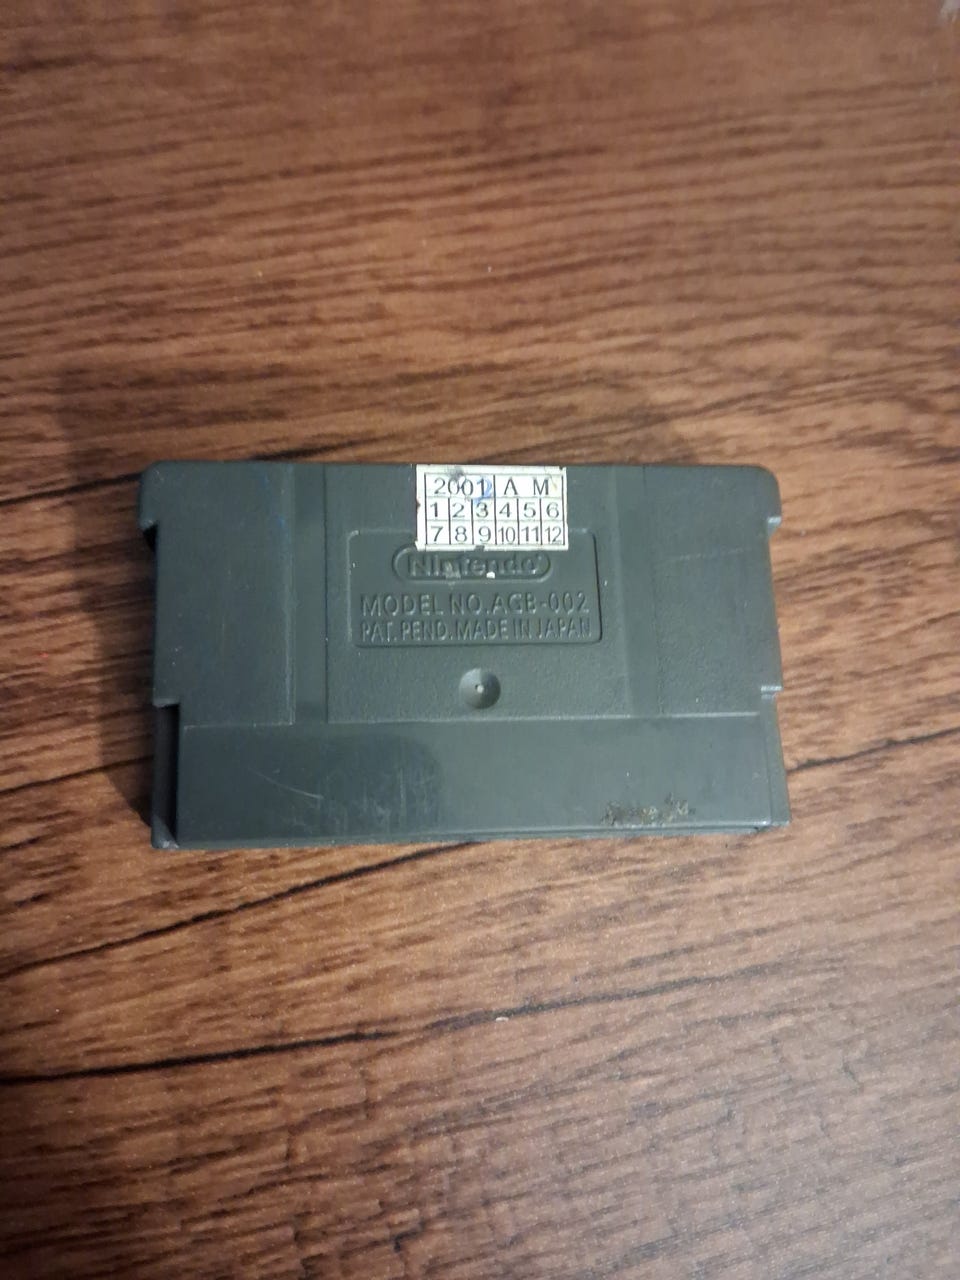 2001 A M
1 2 3 4 5 6
7 8 9 10 11 12
Nintendo
MODEL NO. AGB-002
PAT. PEND. MADE IN JAPAN